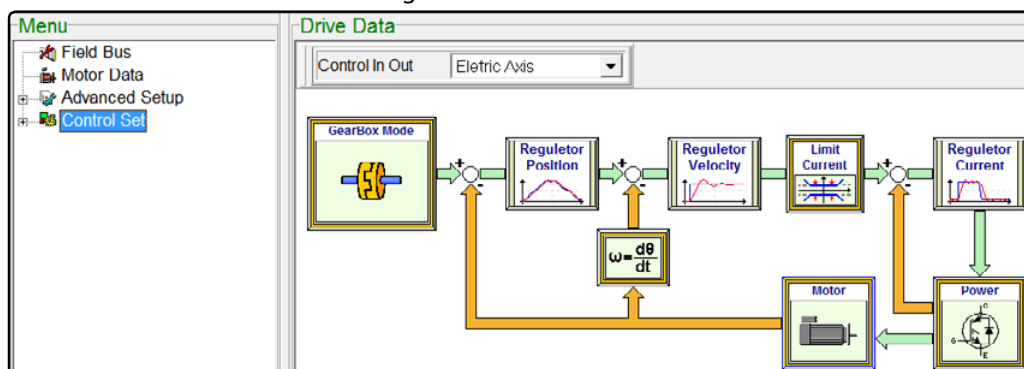 Menu
Field Bus
Motor Data
Advanced Setup
Control Set
Drive Data
Control In Out
Eletric Axis
GearBox Mode
+
-
Reguletor
Position
+
-
Reguletor
Velocity
Limit
Current
+
-
Reguletor
Current
ω=dθ
dt
Motor
Power
C
G
E